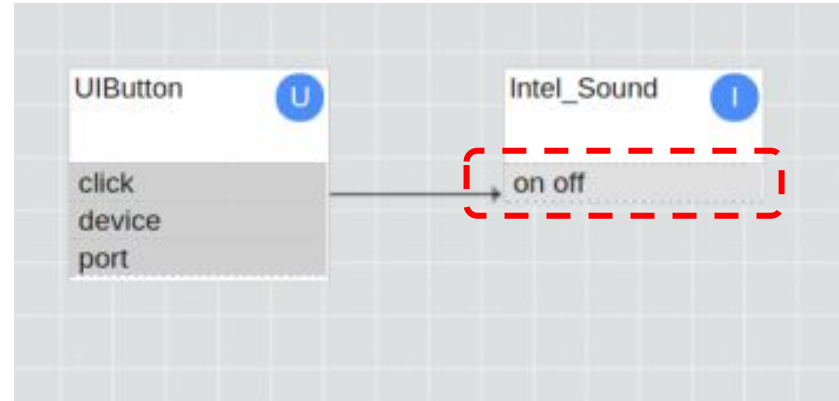 UIButton
U
click
device
port
Intel_Sound
I
on off